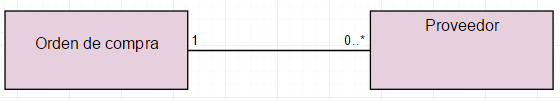 Orden de compra
1
0..*
Proveedor